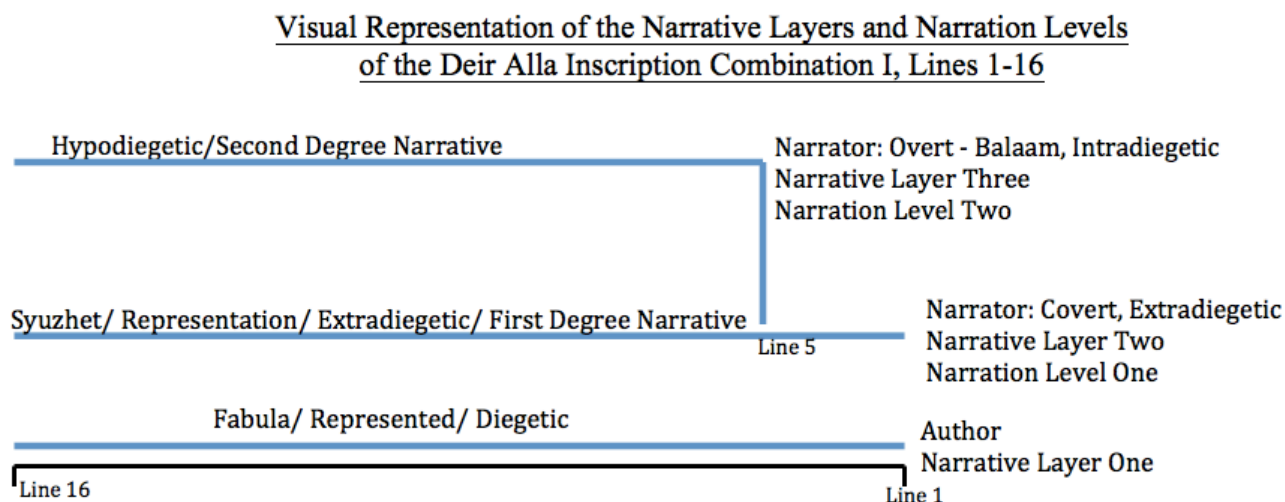 Visual Representation of the Narrative Layers and Narration Levels
of the Deir Alla Inscription Combination I, Lines 1-16
Hypodiegetic/Second Degree Narrative
Narrator: Overt - Balaam, Intradiegetic
Narrative Layer Three
Narration Level Two
Syuzhet/ Representation/ Extradiegetic/ First Degree Narrative
Line 5
Narrator: Covert, Extradiegetic
Narrative Layer Two
Narration Level One
Fabula/ Represented/ Diegetic
Author
Narrative Layer One
Line 16
Line 1